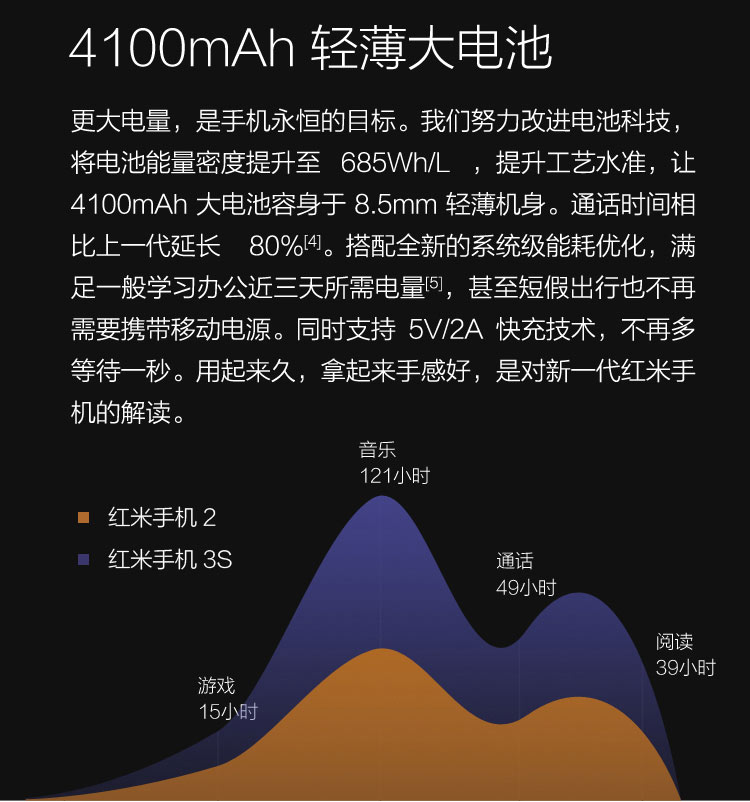 4100mAh 轻薄大电池
更大电量，是手机永恒的目标。我们努力改进电池科技，
将电池能量密度提升至 685Wh/L ，提升工艺水准，让
4100mAh 大电池容身于 8.5mm 轻薄机身。通话时间相
比上一代延长 80%[4]。搭配全新的系统级能耗优化，满
足一般学习办公近三天所需电量[5]，甚至短假出行也不再
需要携带移动电源。同时支持 5V/2A 快充技术，不再多
等待一秒。用起来久，拿起来手感好，是对新一代红米手
机的解读。
音乐
121小时
红米手机 2
红米手机 3S
通话
49小时
阅读
39小时
游戏
15小时